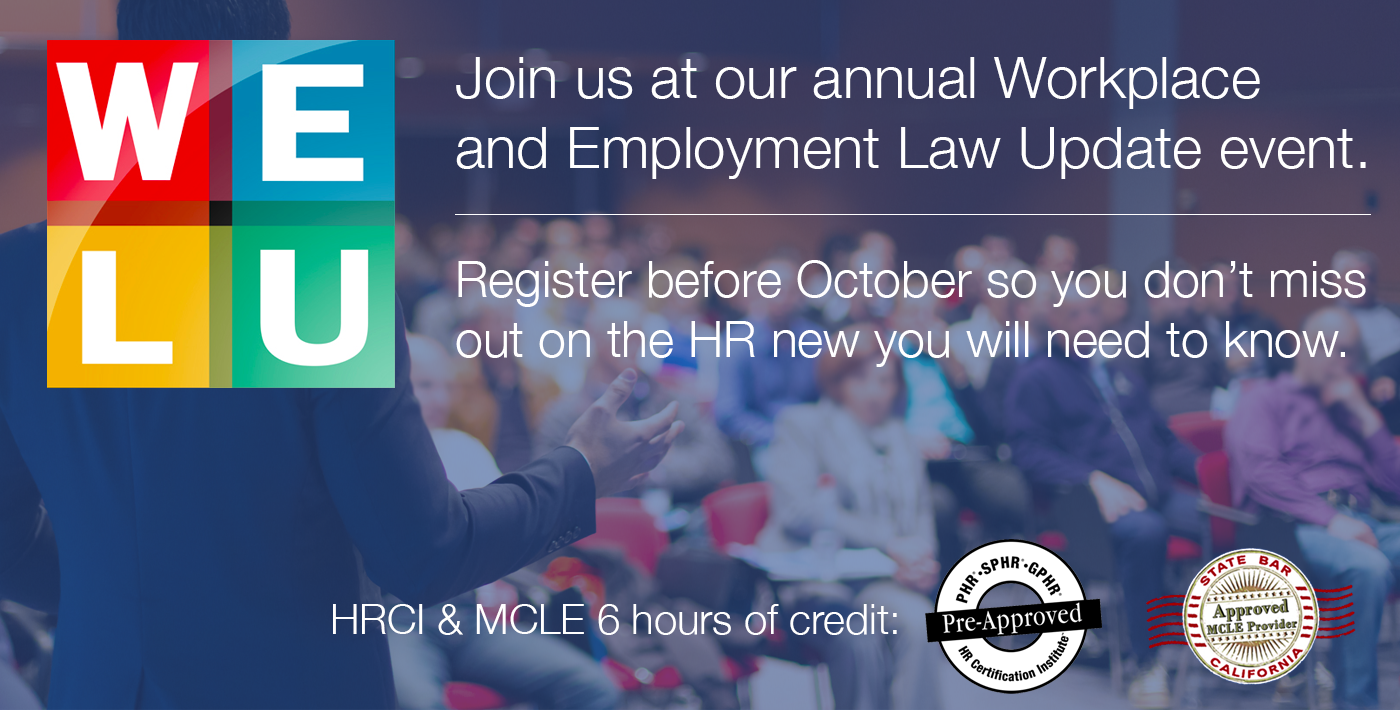 W E
L U
Join us at our annual Workplace
and Employment Law Update event.
Register before October so you don’t miss
out on the HR new you will need to know.
HRCI & MCLE 6 hours of credit:
PHR®•SPHR®•GPHR®
Pre-Approved
HR Certification Institute™
STATE BAR
Approved
MCLE Provider
CALIFORNIA